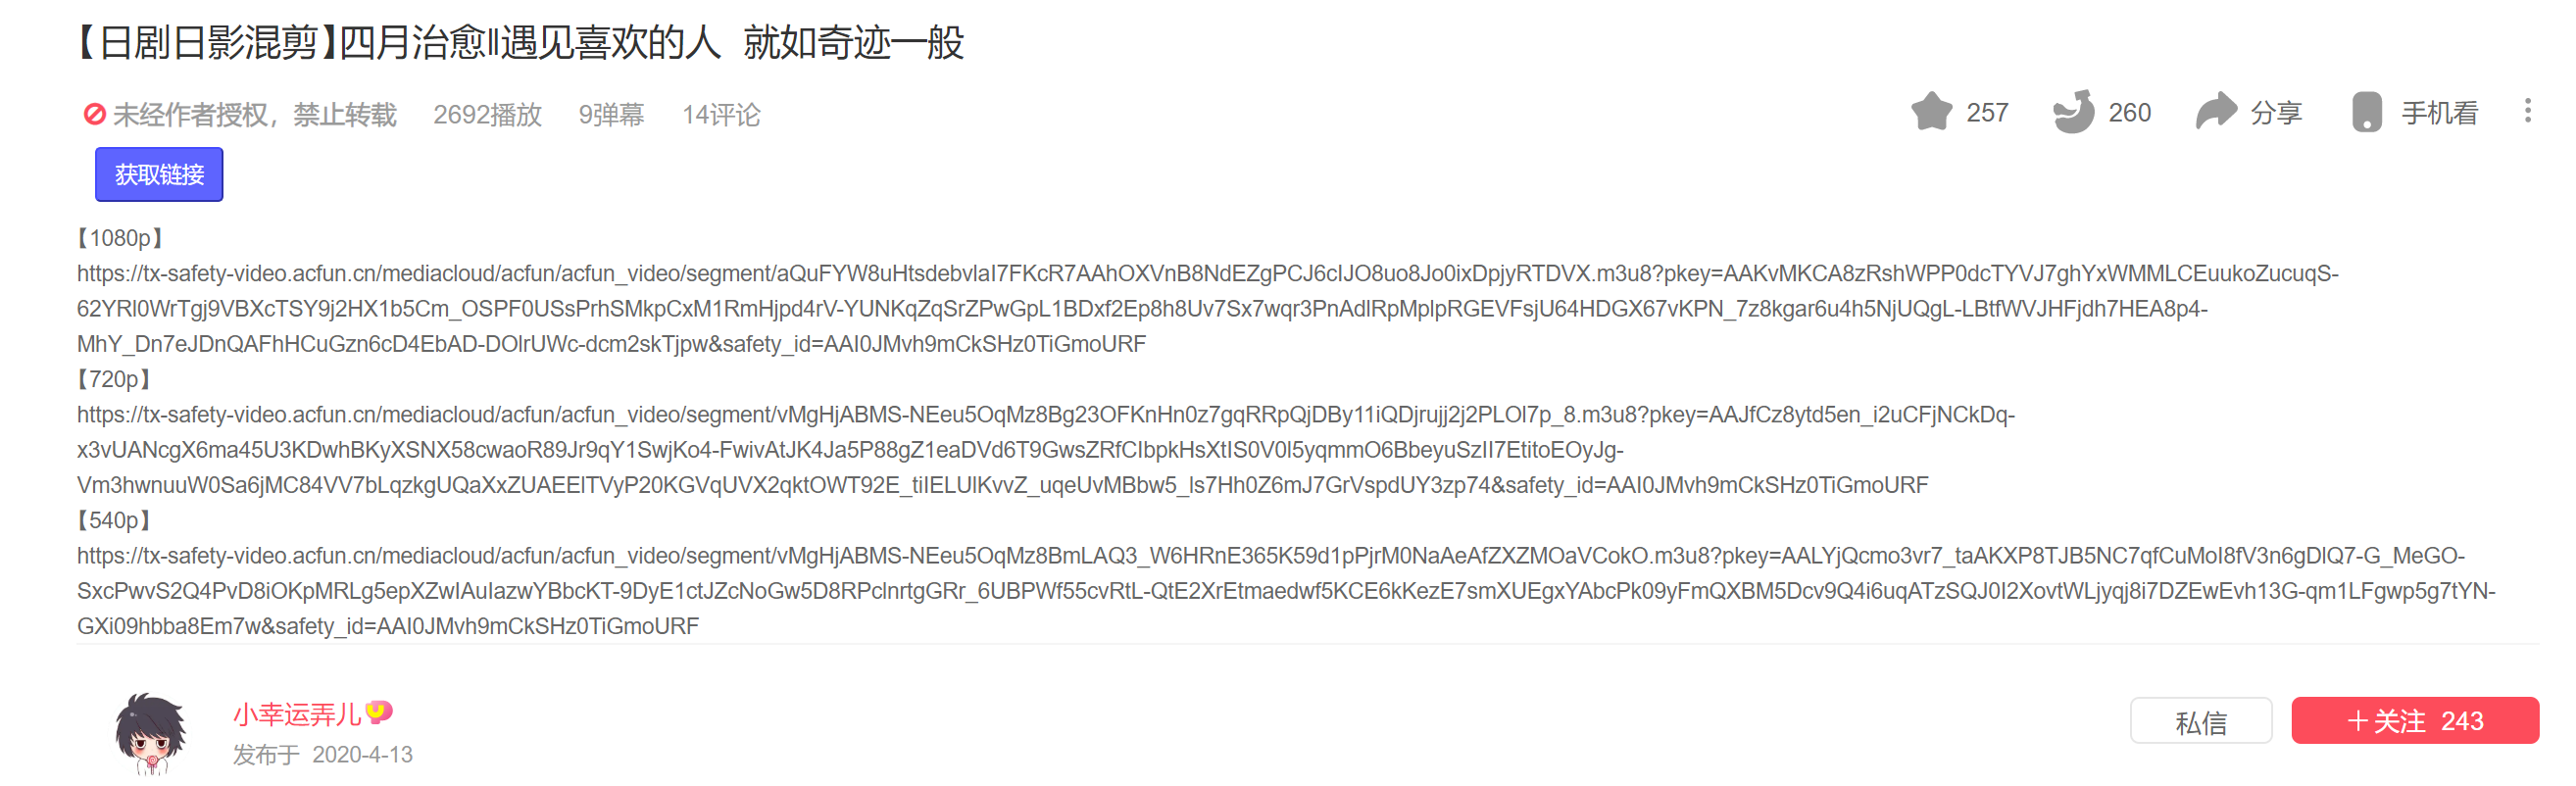 【日剧日影混剪】四月治愈‖遇见喜欢的人 就如奇迹一般
未经作者授权，禁止转载 2692播放 9弹幕 14评论 257 260 分享 手机看
获取链接
【1080p】
https://tx-safety-video.acfun.cn/mediacloud/acfun/acfun_video/segment/aQuFYW8uHtsdebvlaI7FKcR7AAhOXVnB8NdEZgPCJ6cIJO8uo8Jo0ixDpjyRTDVX.m3u8?pkey=AAKvMKCA8zRshWPP0dcTYVJ7ghYxWMMLCEuukoZucuqS-
62YRl0WrTgj9VBXcTSY9j2HX1b5Cm_OSPF0USsPrhSMkpCxM1RmHjpd4rV-YUNKqZqSrZPwGpL1BDxf2Ep8h8Uv7Sx7wqr3PnAdlRpMplpRGEVFsjU64HDGX67vKPN_7z8kgar6u4h5NjUQgL-LBtfWVJHFjdh7HEA8p4-
MhY_Dn7eJDnQAFhHCuGzn6cD4EbAD-DOlrUWc-dcm2skTjpw&safety_id=AAI0JMvh9mCkSHz0TiGmoURF
【720p】
https://tx-safety-video.acfun.cn/mediacloud/acfun/acfun_video/segment/vMgHjABMS-NEeu5OqMz8Bg23OFKnHn0z7gqRRpQjDBy11iQDjrujj2j2PLOl7p_8.m3u8?pkey=AAJfCz8ytd5en_i2uCFjNCkDq-
x3vUANcgX6ma45U3KDwhBKyXSNX58cwaoR89Jr9qY1SwjKo4-FwivAtJK4Ja5P88gZ1eaDVd6T9GwsZRfCIbpkHsXtIS0V0l5yqmmO6BbeyuSzII7EtitoEOyJg-
Vm3hwnuuW0Sa6jMC84VV7bLqzkgUQaXxZUAEElTVyP20KGVqUVX2qktOWT92E_tiIELUlKvvZ_uqeUvMBbw5_ls7Hh0Z6mJ7GrVspdUY3zp74&safety_id=AAI0JMvh9mCkSHz0TiGmoURF
【540p】
https://tx-safety-video.acfun.cn/mediacloud/acfun/acfun_video/segment/vMgHjABMS-NEeu5OqMz8BmLAQ3_W6HRnE365K59d1pPjrM0NaAeAfZXZMOaVCokO.m3u8?pkey=AALYjQcmo3vr7_taAKXP8TJB5NC7qfCuMoI8fV3n6gDlQ7-G_MeGO-
SxcPwvS2Q4PvD8iOKpMRLg5epXZwIAuIazwYBbcKT-9DyE1ctJZcNoGw5D8RPclnrtgGRr_6UBPWf55cvRtL-QtE2XrEtmaedwf5KCE6kKezE7smXUEgxYAbcPk09yFmQXBM5Dcv9Q4i6uqATzSQJ0I2XovtWLjyqj8i7DZEwEvh13G-qm1LFgwp5g7tYN-
GXi09hbba8Em7w&safety_id=AAI0JMvh9mCkSHz0TiGmoURF
小幸运弄儿
发布于 2020-4-13
私信
关注 243